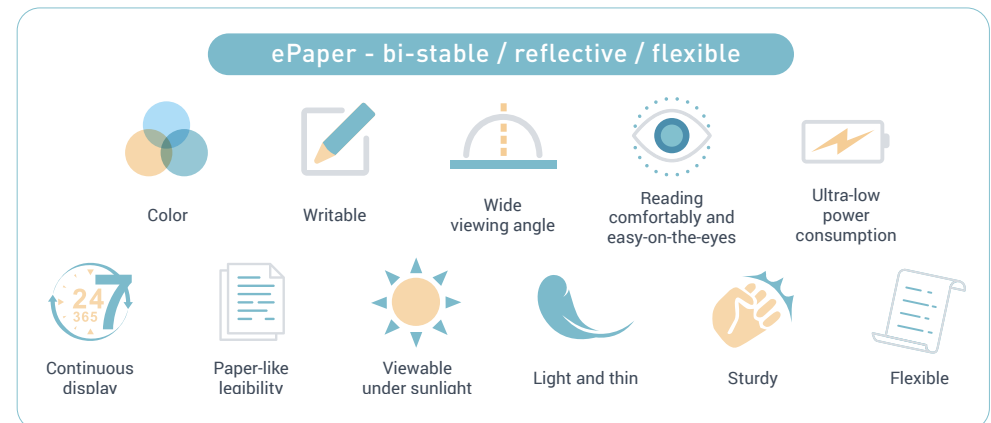 ePaper - bi-stable / reflective / flexible
Color
Writable
Wide
viewing angle
Reading
comfortably and
easy-on-the-eyes
Ultra-low
power
consumption
24
7
365
Continuous
display
Paper-like
legibility
Viewable
under sunlight
Light and thin
Sturdy
Flexible